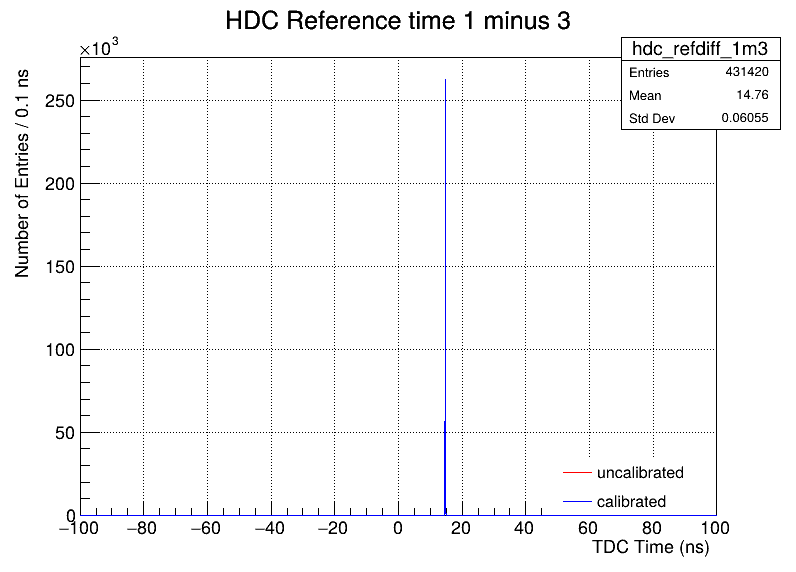 HDC Reference time 1 minus 3
×10³
hdc_refdiff_1m3
Entries 431420
Mean 14.76
Std Dev 0.06055
Number of Entries / 0.1 ns
250
200
150
100
50
0
−100 −80 −60 −40 −20 0 20 40 60 80 100
uncalibrated
calibrated
TDC Time (ns)